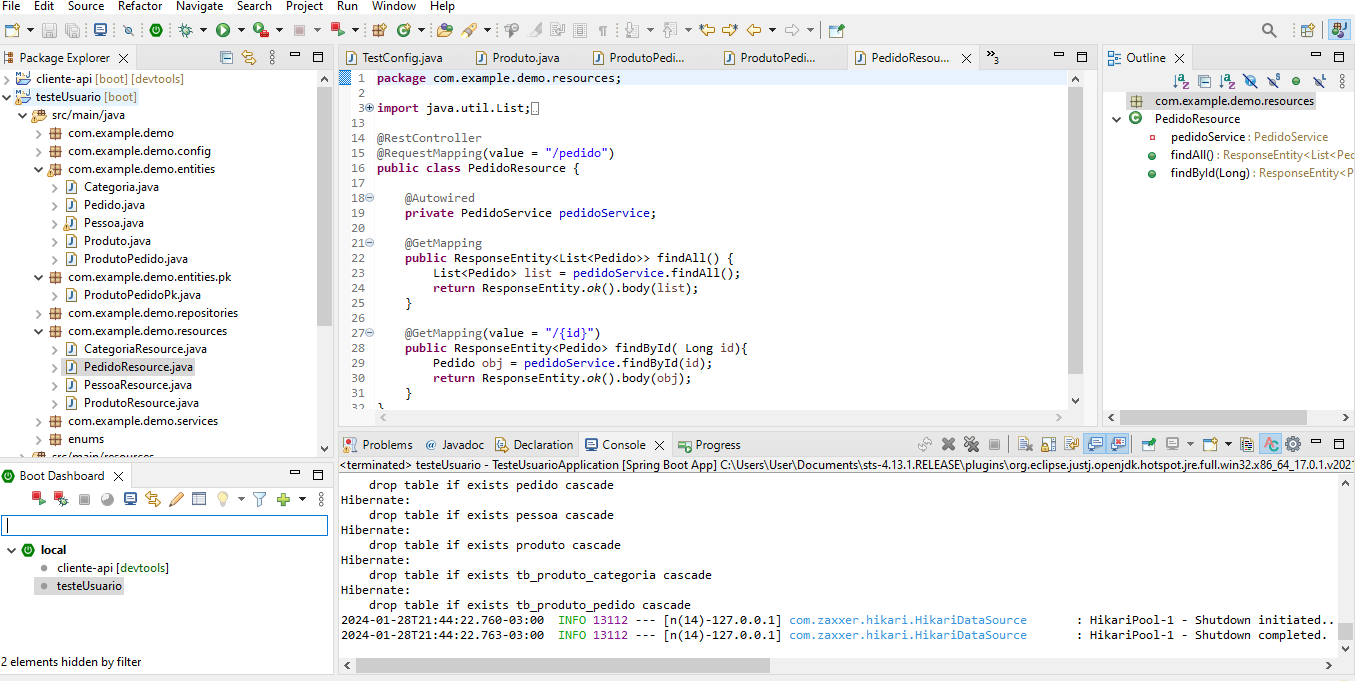 File Edit Source Refactor Navigate Search Project Run Window Help
Package Explorer
cliente-api [boot] [devtools]
testeUsuario [boot]
src/main/java
com.example.demo
com.example.demo.config
com.example.demo.entities
Categoria.java
Pedido.java
Pessoa.java
Produto.java
ProdutoPedido.java
com.example.demo.entities.pk
ProdutoPedidoPk.java
com.example.demo.repositories
com.example.demo.resources
CategoriaResource.java
PedidoResource.java
PessoaResource.java
ProdutoResource.java
com.example.demo.services
enums
src/main/resources
Boot Dashboard
local
cliente-api [devtools]
testeUsuario
2 elements hidden by filter
TestConfig.java Produto.java ProdutoPedi... ProdutoPedi... PedidoResou... »3
1 package com.example.demo.resources;
2
3 import java.util.List;
13
14 @RestController
15 @RequestMapping(value = "/pedido")
16 public class PedidoResource {
17
18 @Autowired
19 private PedidoService pedidoService;
20
21 @GetMapping
22 public ResponseEntity<List<Pedido>> findAll() {
23 List<Pedido> list = pedidoService.findAll();
24 return ResponseEntity.ok().body(list);
25 }
26
27 @GetMapping(value = "/{id}")
28 public ResponseEntity<Pedido> findById( Long id){
29 Pedido obj = pedidoService.findById(id);
30 return ResponseEntity.ok().body(obj);
31 }
32 }
Outline
com.example.demo.resources
PedidoResource
pedidoService : PedidoService
findAll() : ResponseEntity<List<Pec
findById(Long) : ResponseEntity<P
Problems @ Javadoc Declaration Console Progress
<terminated> testeUsuario - TesteUsuarioApplication [Spring Boot App] C:\Users\User\Documents\sts-4.13.1.RELEASE\plugins\org.eclipse.justj.openjdk.hotspot.jre.full.win32.x86_64_17.0.1.v2021
drop table if exists pedido cascade
Hibernate:
drop table if exists pessoa cascade
Hibernate:
drop table if exists produto cascade
Hibernate:
drop table if exists tb_produto_categoria cascade
Hibernate:
drop table if exists tb_produto_pedido cascade
2024-01-28T21:44:22.760-03:00 INFO 13112 --- [n(14)-127.0.0.1] com.zaxxer.hikari.HikariDataSource : HikariPool-1 - Shutdown initiated..
2024-01-28T21:44:22.763-03:00 INFO 13112 --- [n(14)-127.0.0.1] com.zaxxer.hikari.HikariDataSource : HikariPool-1 - Shutdown completed.